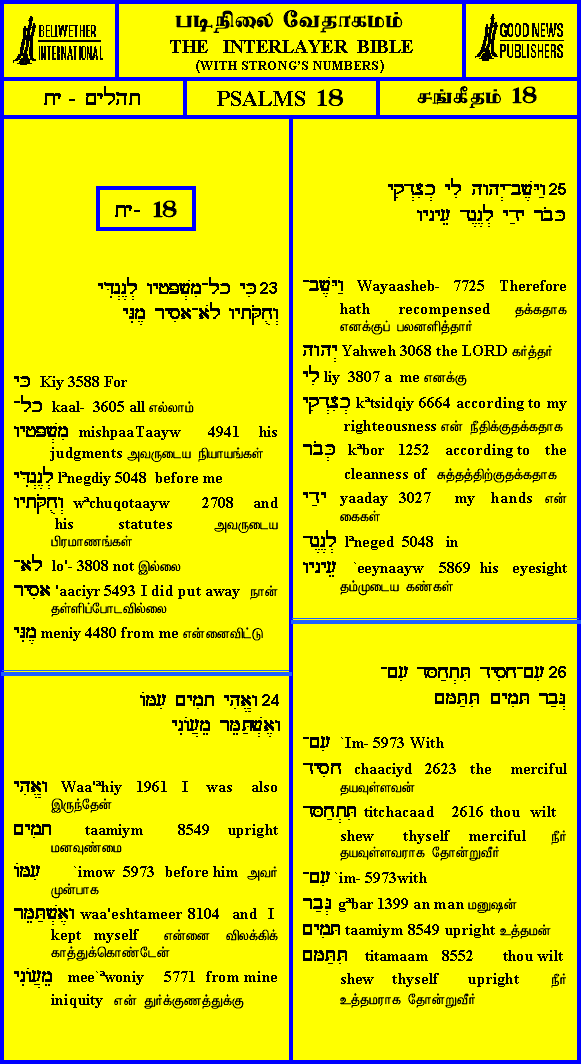 BELLWETHER
INTERNATIONAL
படிநிலை வேதாகமம்
THE INTERLAYER BIBLE
(WITH STRONG'S NUMBERS)
GOOD NEWS
PUBLISHERS
תהלים - יח
PSALMS 18
சங்கீதம் 18
יח- 18
23 כִּי כָל־מִשְׁפָּטָיו לְנֶגְדִּי
וְחֻקֹּתָיו לֹא־אָסִיר מֶנִּי
כִּי Kiy 3588 For
כָל־ kaal- 3605 all எல்லாம்
מִשְׁפָּטָיו mishpaaTaayw 4941 his
judgments அவருடைய நியாயங்கள்
לְנֶגְדִּי lªnegdiy 5048 before me
וְחֻקֹּתָיו wªchuqotaayw 2708 and
his statutes அவருடைய
பிரமாணங்கள்
לֹא־ lo'- 3808 not இல்லை
אָסִיר 'aaciyr 5493 I did put away நான்
தள்ளிப்போடவில்லை
מֶנִּי meniy 4480 from me என்னைவிட்டு
24 וָאֱהִי תָמִים עִמּוֹ
וָאֶשְׁתַּמֵּר מֵעֲוֹנִי
וָאֱהִי Waa'ªhiy 1961 I was also
இருந்தேன்
תָמִים taamiym 8549 upright
மனவுண்மை
עִמּוֹ `imow 5973 before him அவர்
முன்பாக
וָאֶשְׁתַּמֵּר waa'eshtameer 8104 and I
kept myself என்னை விலக்கிக்
காத்துக்கொண்டேன்
מֵעֲוֹנִי mee`ªwoniy 5771 from mine
iniquity என் துர்க்குணத்துக்கு
25 וַיָּשֶׁב־יְהוָה לִי כְצִדְקִי
כְּבֹר יָדַי לְנֶגֶד עֵינָיו
וַיָּשֶׁב־ Wayaasheb- 7725 Therefore
hath recompensed தக்கதாக
எனக்குப் பலனளித்தார்
יְהוָה Yahweh 3068 the LORD கர்த்தர்
לִי liy 3807 a me எனக்கு
כְצִדְקִי kªtsidqiy 6664 according to my
righteousness என் நீதிக்குதக்கதாக
כְּבֹר kªbor 1252 according to the
cleanness of சுத்தத்திற்குதக்கதாக
יָדַי yaaday 3027 my hands என்
கைகள்
לְנֶגֶד lªneged 5048 in
עֵינָיו `eeynaayw 5869 his eyesight
தம்முடைய கண்கள்
26 עִם־חָסִיד תִּתְחַסָּד עִם־
גְּבַר תָּמִים תִּתַּמָּם
עִם־ `Im- 5973 With
חָסִיד chaaciyd 2623 the merciful
தயவுள்ளவன்
תִּתְחַסָּד titchacaad 2616 thou wilt
shew thyself merciful நீர்
தயவுள்ளவராக தோன்றுவீர்
עִם־ `im- 5973with
גְּבַר gªbar 1399 an man மனுஷன்
תָּמִים taamiym 8549 upright உத்தமன்
תִּתַּמָּם titamaam 8552 thou wilt
shew thyself upright நீர்
உத்தமராக தோன்றுவீர்